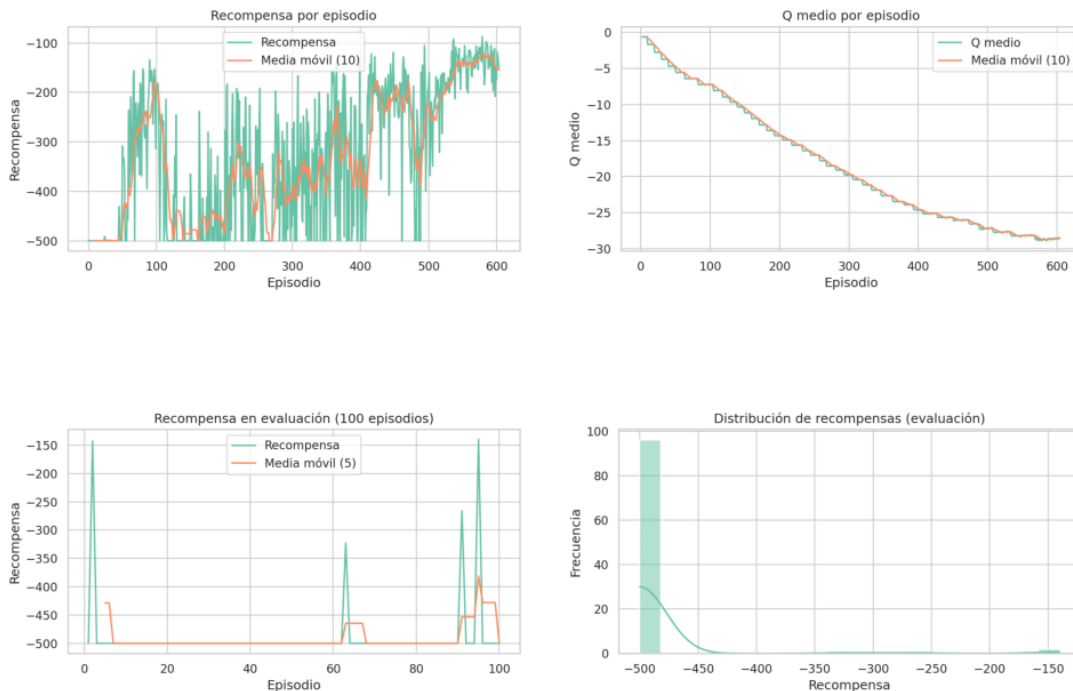 Recompensa por episodio
Recompensa
Media móvil (10)
Recompensa
−100
−200
−300
−400
−500
0 100 200 300 400 500 600
Episodio
Q medio por episodio
Q medio
Media móvil (10)
Q medio
0
−5
−10
−15
−20
−25
−30
0 100 200 300 400 500 600
Episodio
Recompensa en evaluación (100 episodios)
Recompensa
Media móvil (5)
Recompensa
−150
−200
−250
−300
−350
−400
−450
−500
0 20 40 60 80 100
Episodio
Distribución de recompensas (evaluación)
Frecuencia
100
80
60
40
20
0
−500 −450 −400 −350 −300 −250 −200 −150
Recompensa